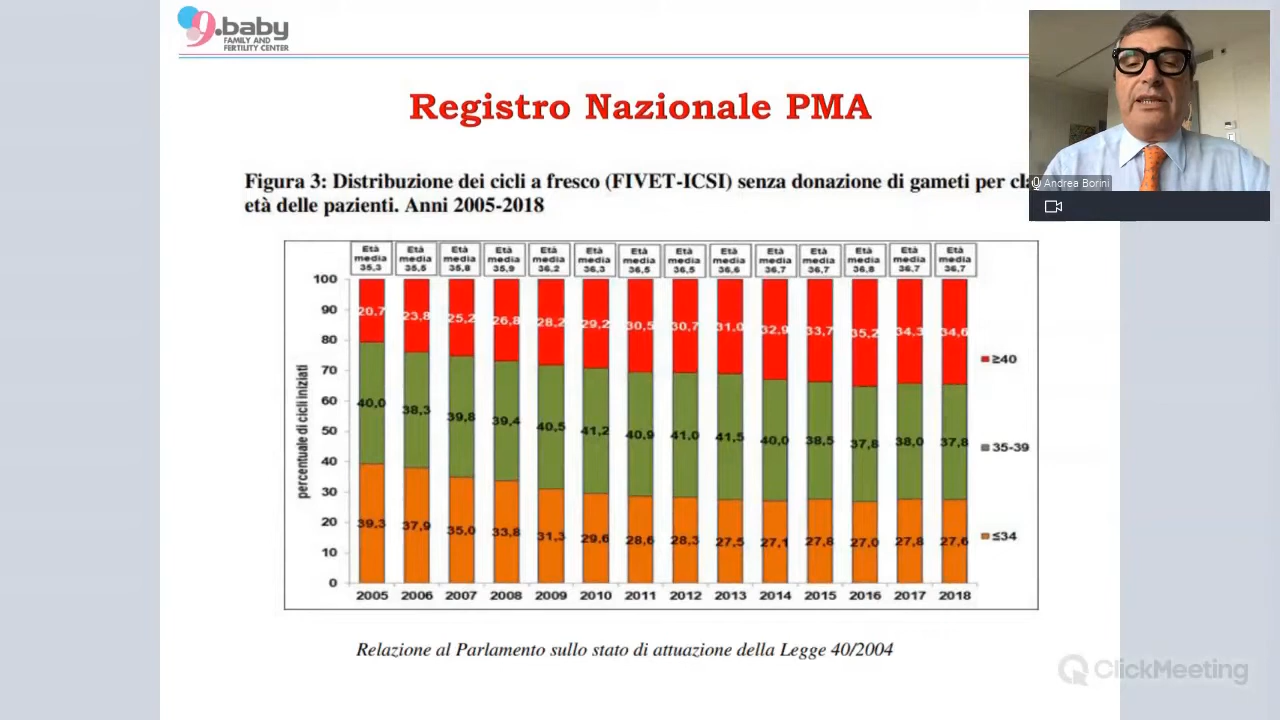 9.baby
FAMILY AND
FERTILITY CENTER
Registro Nazionale PMA
Figura 3: Distribuzione dei cicli a fresco (FIVET-ICSI) senza donazione di gameti per
età delle pazienti. Anni 2005-2018
Andrea Borini
Età media 35,3
Età media 35,5
Età media 35,8
Età media 35,9
Età media 36,2
Età media 36,3
Età media 36,5
Età media 36,5
Età media 36,6
Età media 36,7
Età media 36,7
Età media 36,8
Età media 36,7
Età media 36,7
percentuale di cicli iniziati
100
90
80
70
60
50
40
30
20
10
0
20,7 23,8 25,2 26,8 28,2 29,2 30,5 30,7 31,0 32,9 33,7 35,2 34,3 34,6
40,0 38,3 39,8 39,4 40,5 41,2 40,9 41,0 41,5 40,0 38,5 37,8 38,0 37,8
39,3 37,9 35,0 33,8 31,3 29,6 28,6 28,3 27,5 27,1 27,8 27,0 27,8 27,6
≥40
35-39
≤34
2005 2006 2007 2008 2009 2010 2011 2012 2013 2014 2015 2016 2017 2018
Relazione al Parlamento sullo stato di attuazione della Legge 40/2004
ClickMeeting